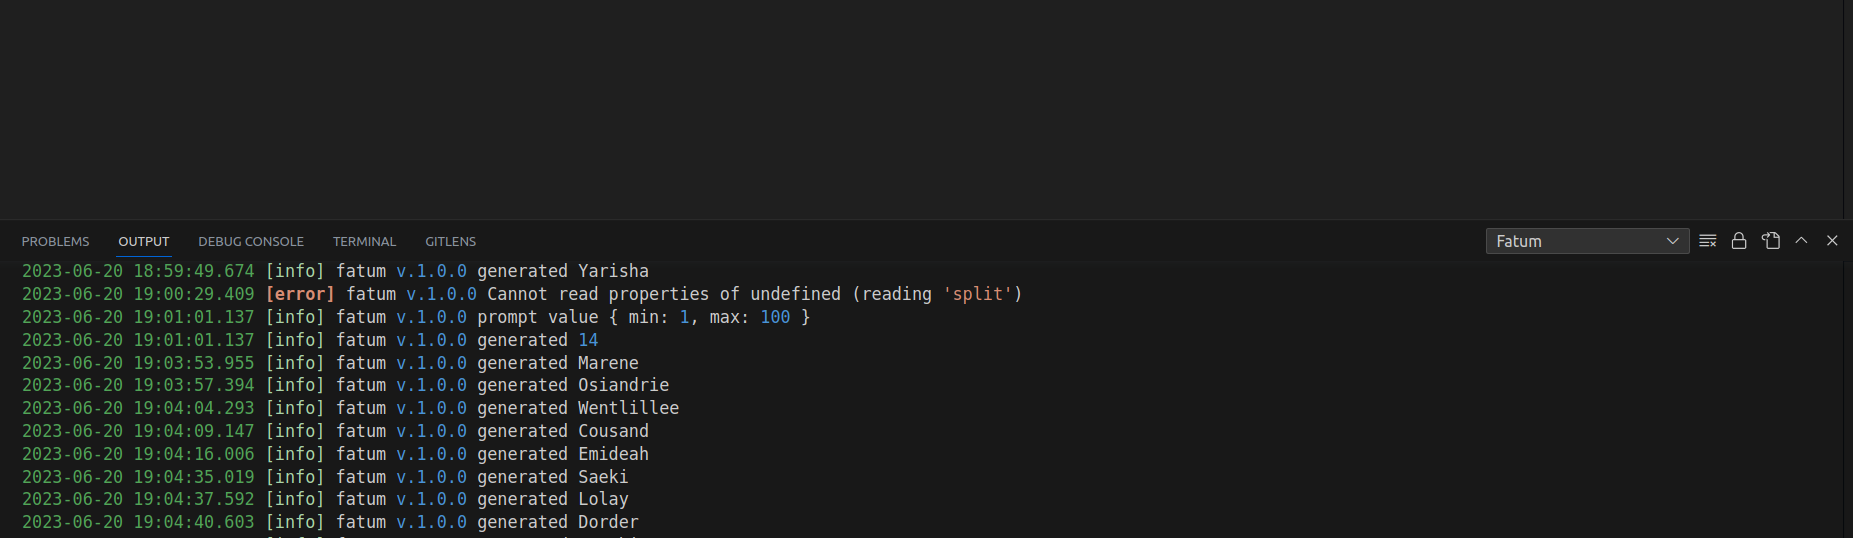 PROBLEMS OUTPUT DEBUG CONSOLE TERMINAL GITLENS Fatum
2023-06-20 18:59:49.674 [info] fatum v.1.0.0 generated Yarisha
2023-06-20 19:00:29.409 [error] fatum v.1.0.0 Cannot read properties of undefined (reading 'split')
2023-06-20 19:01:01.137 [info] fatum v.1.0.0 prompt value { min: 1, max: 100 }
2023-06-20 19:01:01.137 [info] fatum v.1.0.0 generated 14
2023-06-20 19:03:53.955 [info] fatum v.1.0.0 generated Marene
2023-06-20 19:03:57.394 [info] fatum v.1.0.0 generated Osiandrie
2023-06-20 19:04:04.293 [info] fatum v.1.0.0 generated Wentlillee
2023-06-20 19:04:09.147 [info] fatum v.1.0.0 generated Cousand
2023-06-20 19:04:16.006 [info] fatum v.1.0.0 generated Emideah
2023-06-20 19:04:35.019 [info] fatum v.1.0.0 generated Saeki
2023-06-20 19:04:37.592 [info] fatum v.1.0.0 generated Lolay
2023-06-20 19:04:40.603 [info] fatum v.1.0.0 generated Dorder